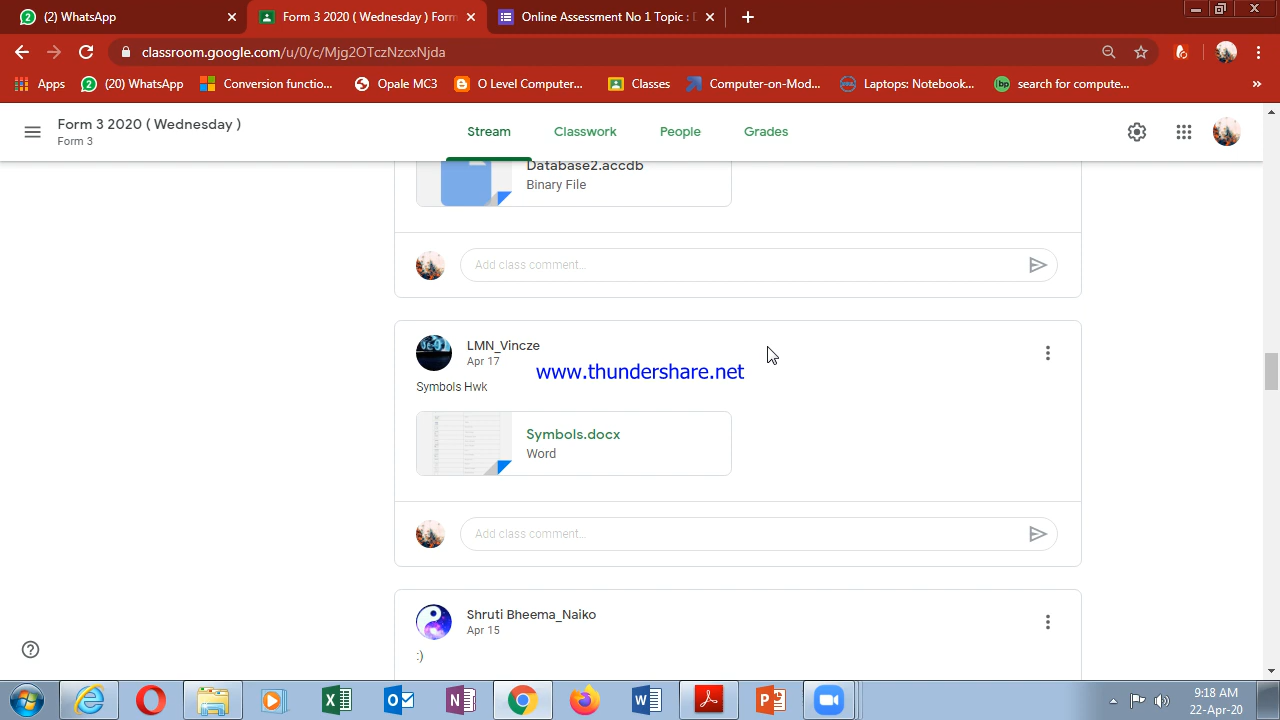 (2) WhatsApp
Form 3 2020 ( Wednesday ) Form
Online Assessment No 1 Topic :
classroom.google.com/u/0/c/Mjg2OTczNzcxNjda
Apps
(20) WhatsApp
Conversion functio...
Opale MC3
O Level Computer...
Classes
Computer-on-Mod...
Laptops: Notebook...
search for compute...
»
Form 3 2020 ( Wednesday )
Form 3
Stream
Classwork
People
Grades
Database2.accdb
Binary File
Add class comment...
LMN_Vincze
Apr 17
www.thundershare.net
Symbols Hwk
Symbols.docx
Word
Add class comment...
Shruti Bheema_Naiko
Apr 15
:)
9:18 AM
22-Apr-20